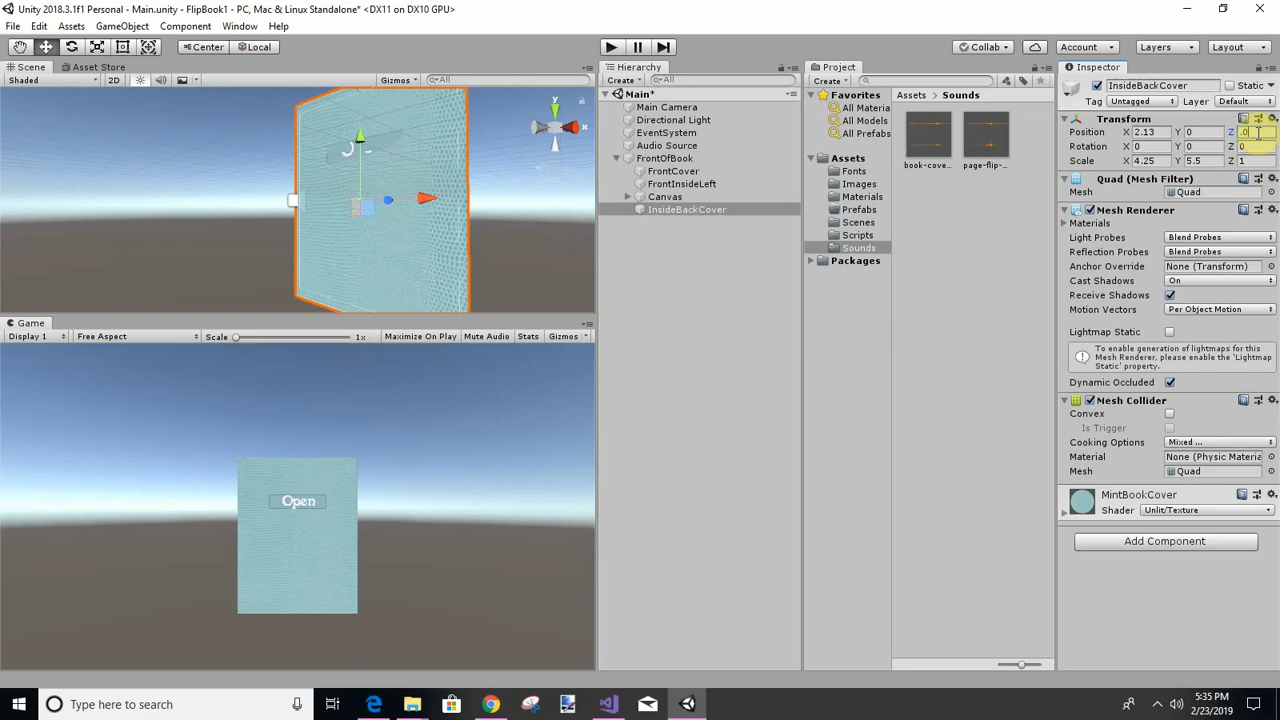 Unity 2018.3.1f1 Personal - Main.unity - FlipBook1 - PC, Mac & Linux Standalone* <DX11 on DX10 GPU>
File Edit Assets GameObject Component Window Help
Center Local Collab Account Layers Layout
Scene Asset Store Hierarchy Project Inspector
Shaded 2D Gizmos All Create All Create
InsideBackCover Static
Tag Untagged Layer Default
Main*
Main Camera
Directional Light
EventSystem
Audio Source
FrontOfBook
FrontCover
FrontInsideLeft
Canvas
InsideBackCover
Favorites
All Materia
All Models
All Prefabs
Assets
Fonts
Images
Materials
Prefabs
Scenes
Scripts
Sounds
Packages
Assets Sounds
book-cove... page-flip-...
Transform
Position X 2.13 Y 0 Z .0
Rotation X 0 Y 0 Z 0
Scale X 4.25 Y 5.5 Z 1
Quad (Mesh Filter)
Mesh Quad
Mesh Renderer
Materials
Light Probes Blend Probes
Reflection Probes Blend Probes
Anchor Override None (Transform)
Cast Shadows On
Receive Shadows
Motion Vectors Per Object Motion
Lightmap Static
To enable generation of lightmaps for this
Mesh Renderer, please enable the 'Lightmap
Static' property.
Dynamic Occluded
Mesh Collider
Convex
Is Trigger
Cooking Options Mixed ...
Material None (Physic Materia
Mesh Quad
MintBookCover
Shader Unlit/Texture
Add Component
y
x
Game
Display 1 Free Aspect Scale 1x Maximize On Play Mute Audio Stats Gizmos
Open
Type here to search
5:35 PM
2/23/2019